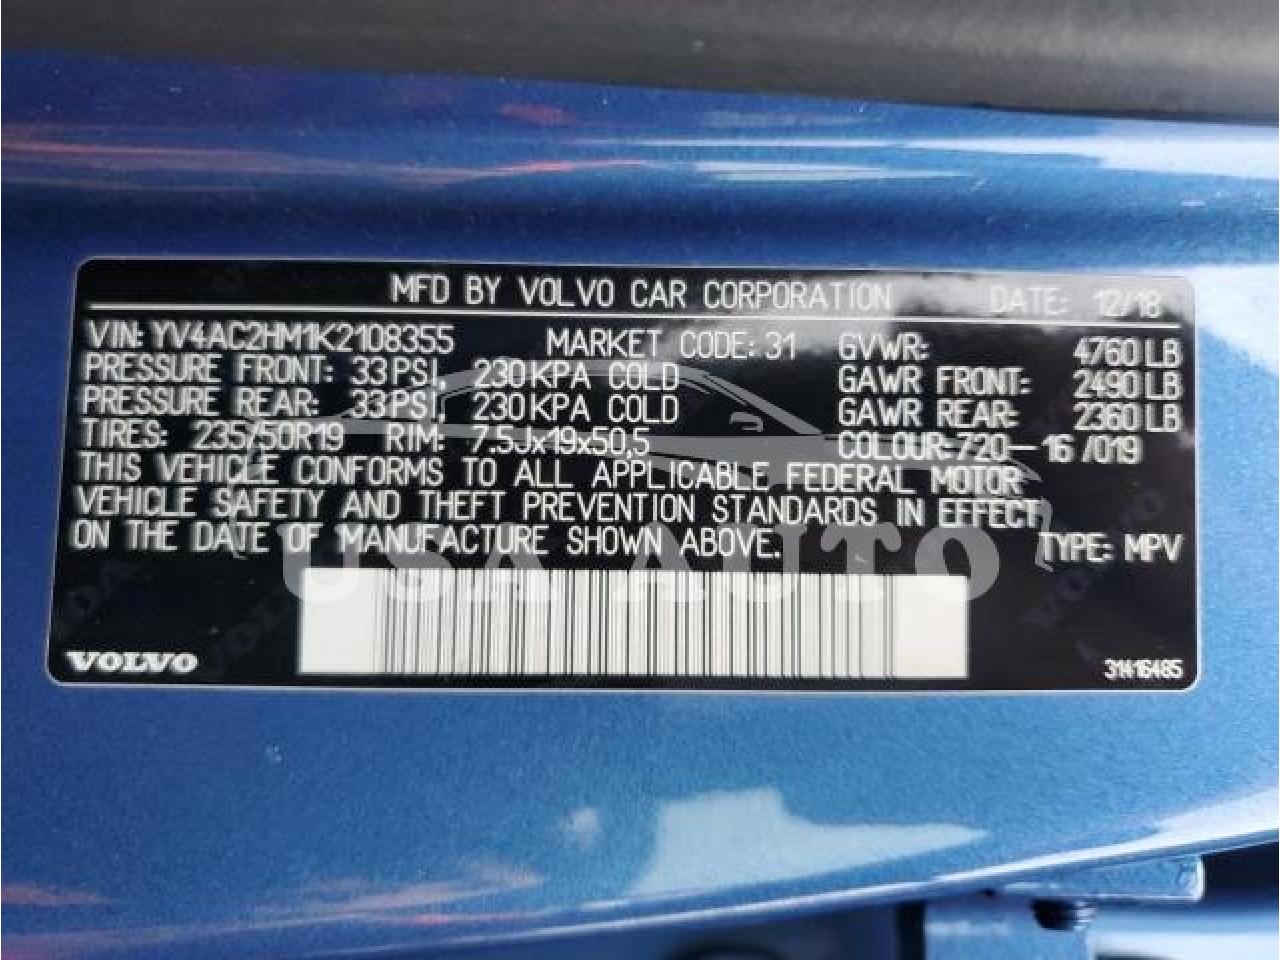 MFD BY VOLVO CAR CORPORATION DATE: 12/18
VIN: YV4AC2HM1K2108355 MARKET CODE: 31 GVWR: 4760 LB
PRESSURE FRONT: 33 PSI, 230 KPA COLD GAWR FRONT: 2490 LB
PRESSURE REAR: 33 PSI, 230 KPA COLD GAWR REAR: 2360 LB
TIRES: 235/50R19 RIM: 7.5Jx19x50,5 COLOUR:720-16 /019
THIS VEHICLE CONFORMS TO ALL APPLICABLE FEDERAL MOTOR
VEHICLE SAFETY AND THEFT PREVENTION STANDARDS IN EFFECT
ON THE DATE OF MANUFACTURE SHOWN ABOVE. TYPE: MPV
USA AUTO
VOLVO 31416485